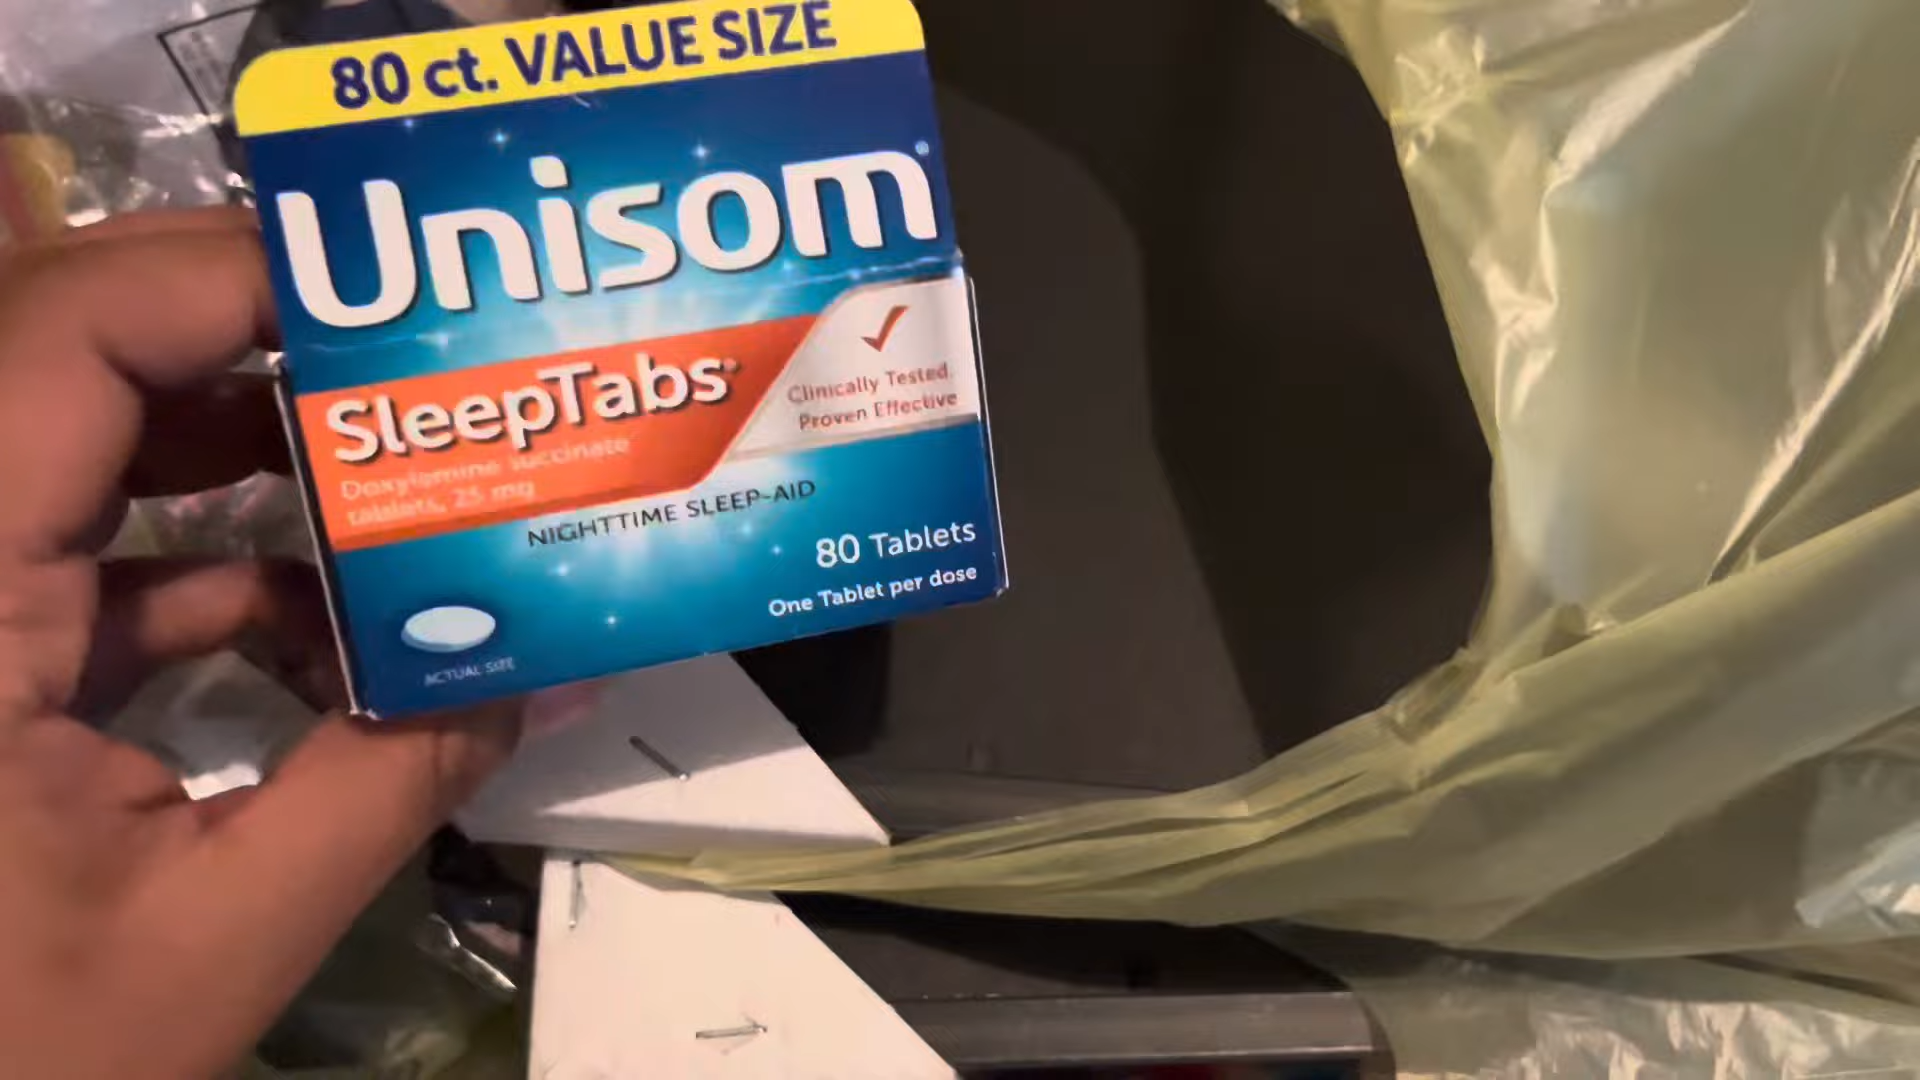 80 ct. VALUE SIZE
Unisom®
SleepTabs®
Doxylamine succinate
tablets, 25 mg
Clinically Tested,
Proven Effective
NIGHTTIME SLEEP-AID
80 Tablets
One Tablet per dose
ACTUAL SIZE